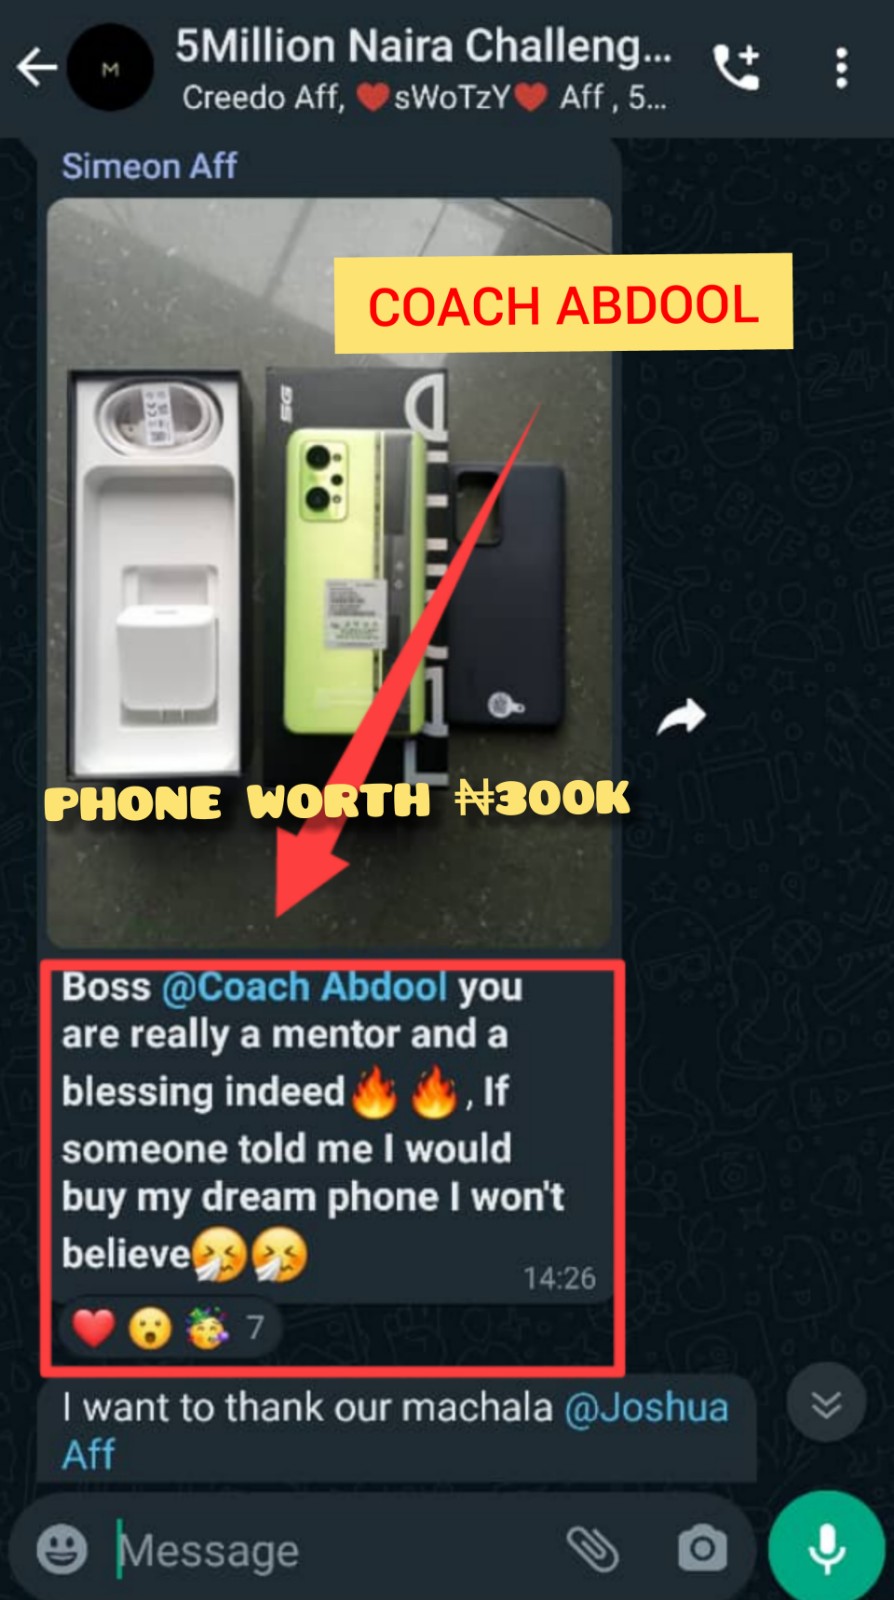 5Million Naira Challeng...
Creedo Aff, ❤️sWoTzY❤️ Aff , 5...
M
Simeon Aff
COACH ABDOOL
5G
PHONE WORTH ₦300K
Boss @Coach Abdool you
are really a mentor and a
blessing indeed🔥🔥, If
someone told me I would
buy my dream phone I won't
believe🤧🤧
14:26
❤️😮🥳 7
I want to thank our machala @Joshua
Aff
Message